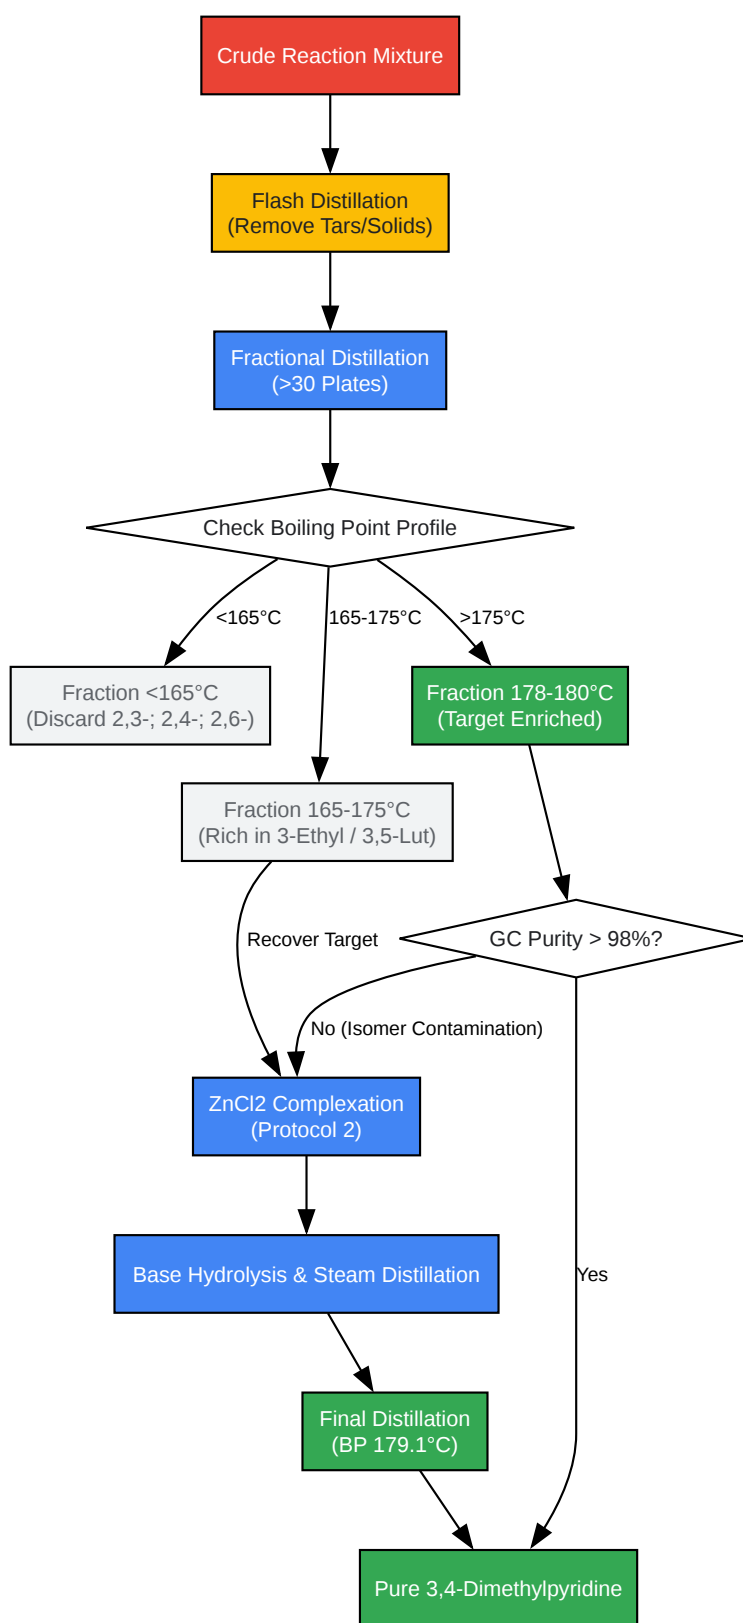 Crude Reaction Mixture
Flash Distillation
(Remove Tars/Solids)
Fractional Distillation
(>30 Plates)
Check Boiling Point Profile
<165°C
165-175°C
>175°C
Fraction <165°C
(Discard 2,3-; 2,4-; 2,6-)
Fraction 178-180°C
(Target Enriched)
Fraction 165-175°C
(Rich in 3-Ethyl / 3,5-Lut)
Recover Target
GC Purity > 98%?
No (Isomer Contamination)
ZnCl2 Complexation
(Protocol 2)
Base Hydrolysis & Steam Distillation
Yes
Final Distillation
(BP 179.1°C)
Pure 3,4-Dimethylpyridine